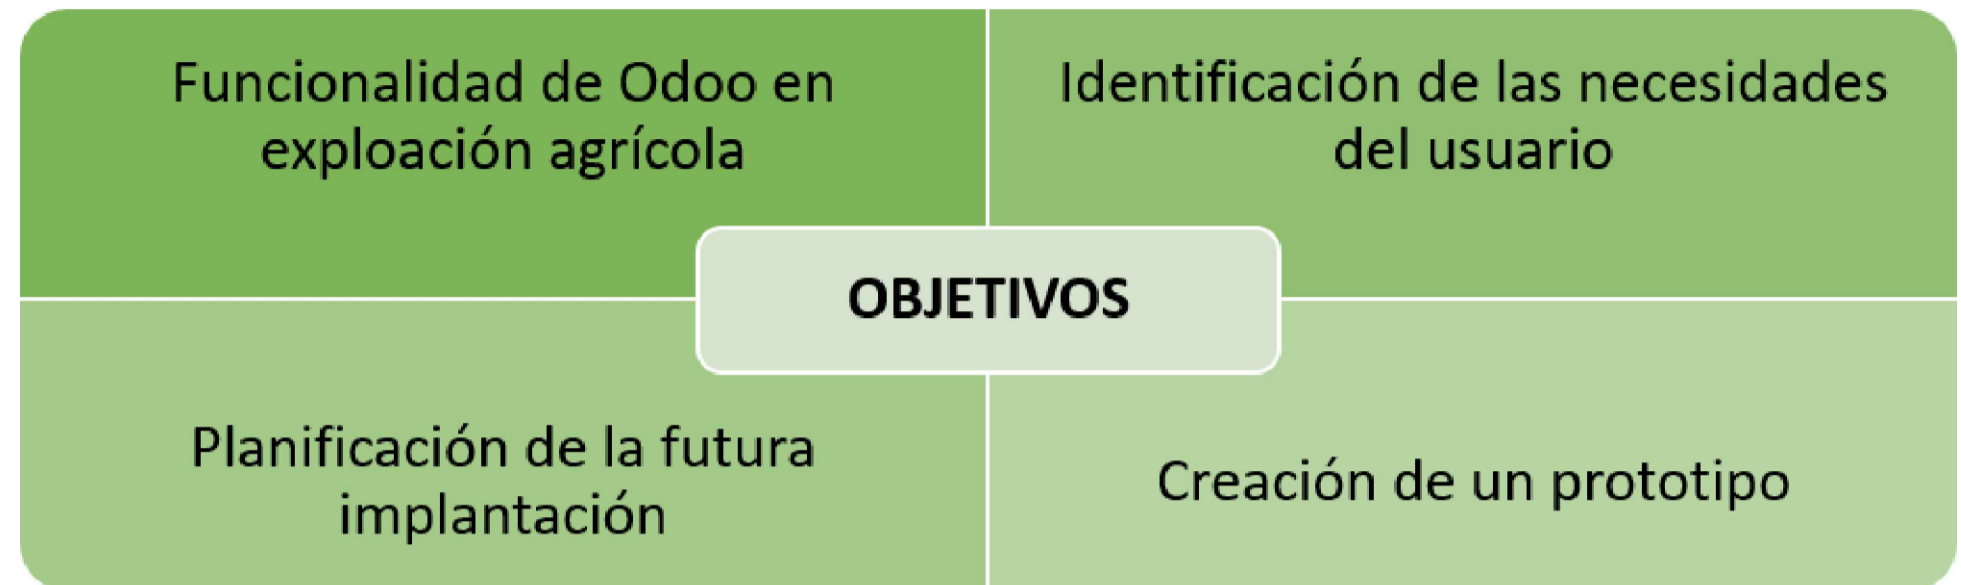 Funcionalidad de Odoo en
exploación agrícola
Identificación de las necesidades
del usuario
OBJETIVOS
Planificación de la futura
implantación
Creación de un prototipo